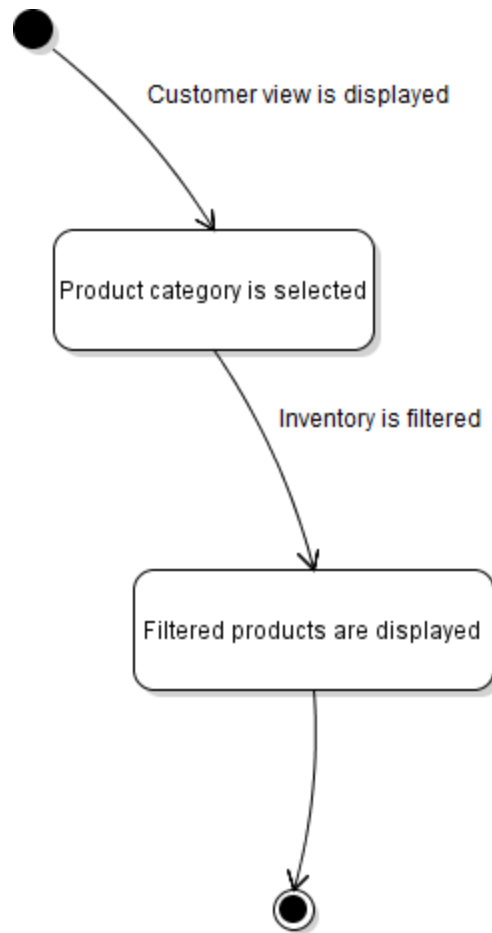 Customer view is displayed
Product category is selected
Inventory is filtered
Filtered products are displayed